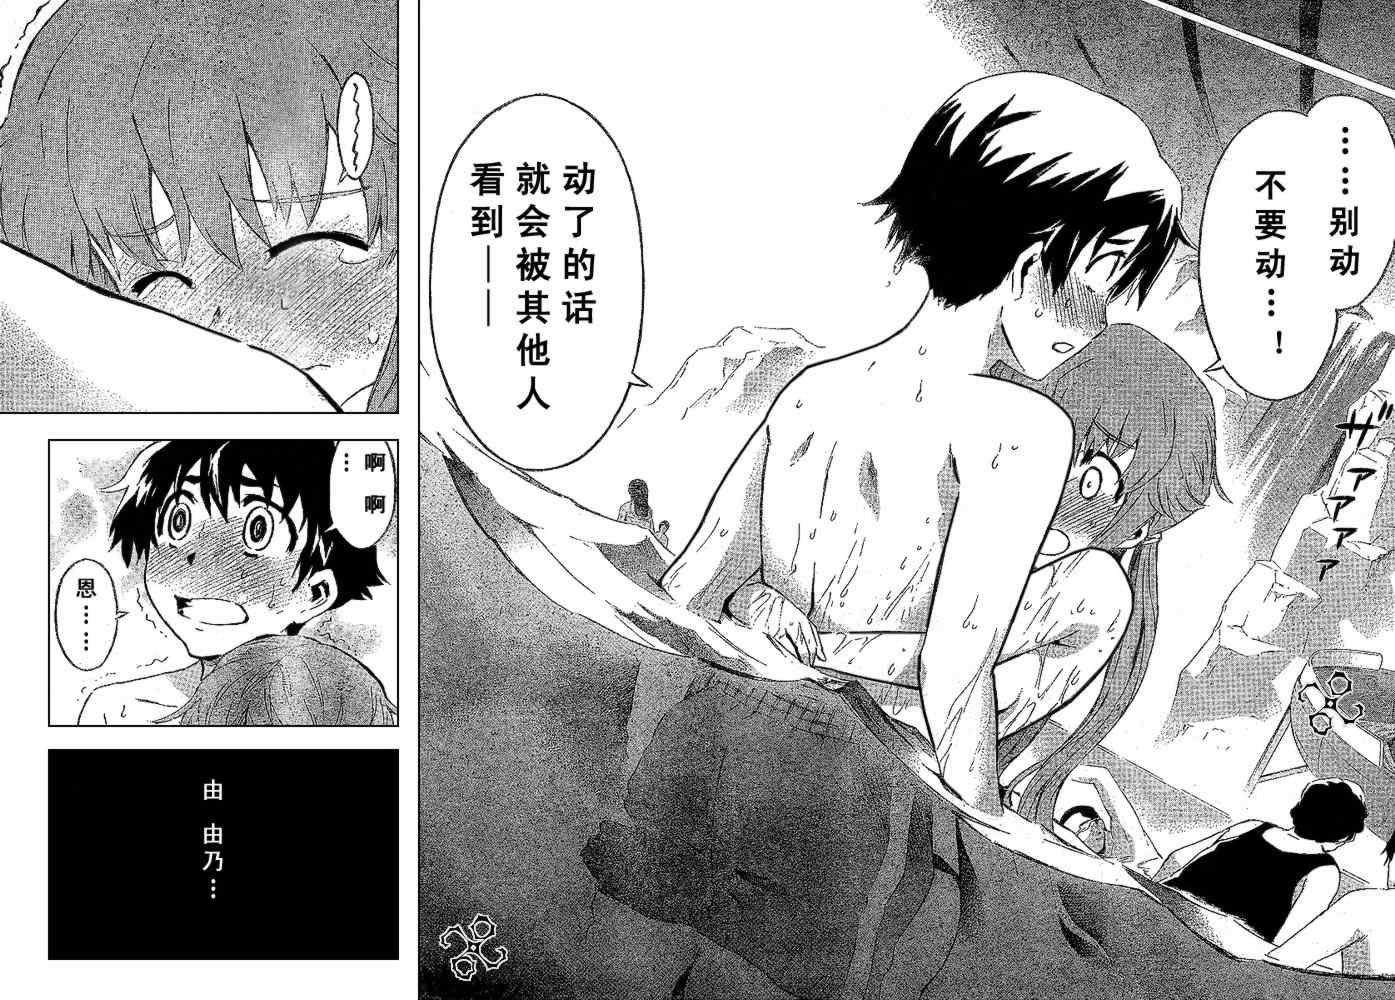 ……别动
不要动…！
ザァァァァ
动了的话
就会被其他人
看到——
～～～～
啊啊
…
恩……
由
由乃…